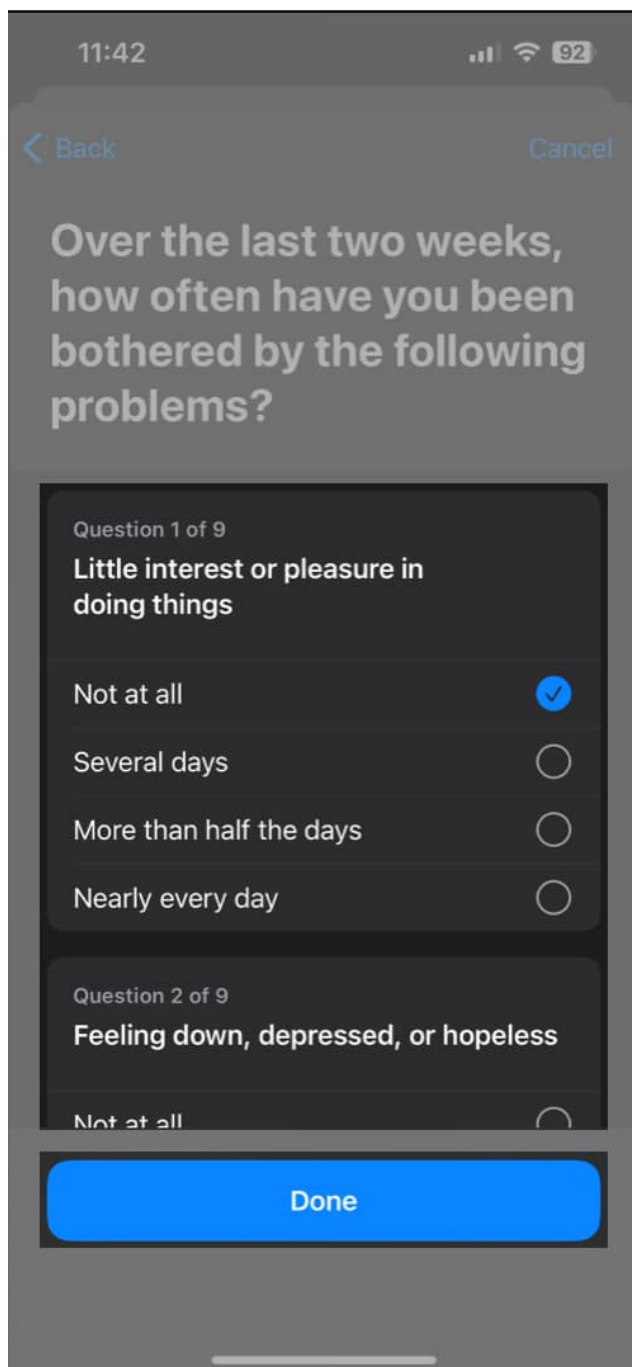 11:42
92
Back
Cancel
Over the last two weeks,
how often have you been
bothered by the following
problems?
Question 1 of 9
Little interest or pleasure in
doing things
Not at all
Several days
More than half the days
Nearly every day
Question 2 of 9
Feeling down, depressed, or hopeless
Not at all
Done